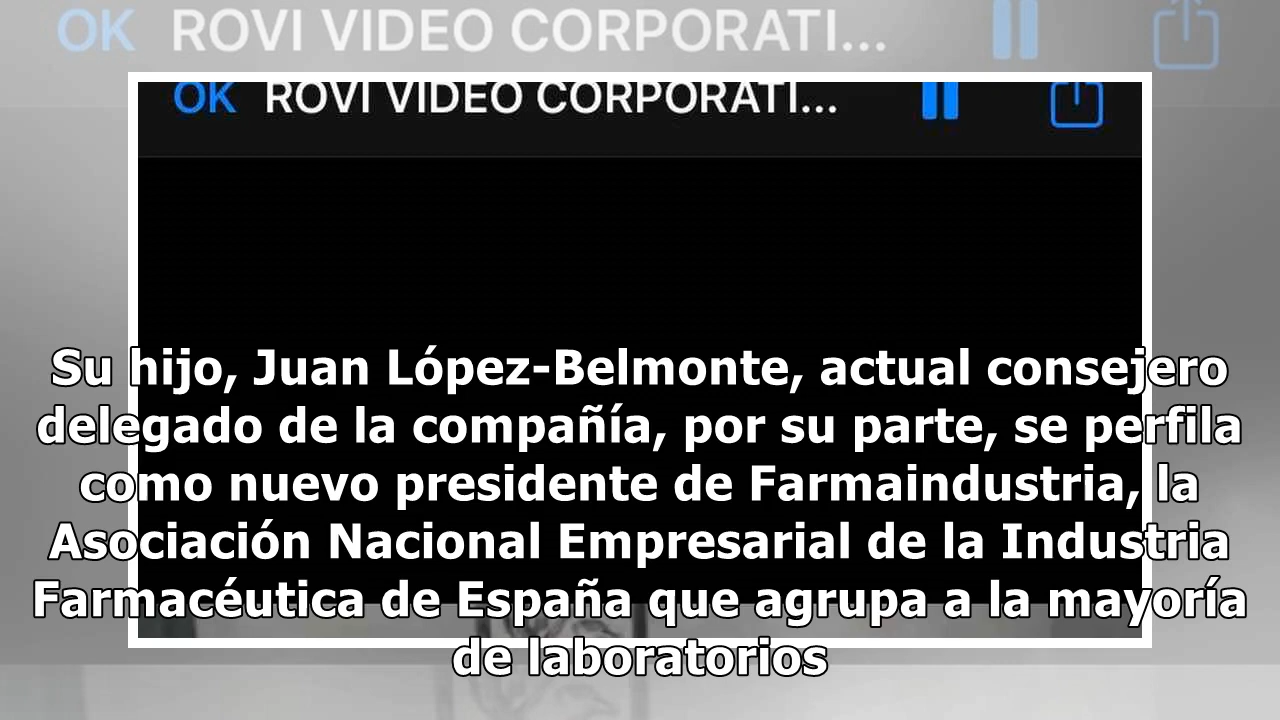 OK ROVI VIDEO CORPORATI...
OK ROVI VIDEO CORPORATI...
Su hijo, Juan López-Belmonte, actual consejero
delegado de la compañía, por su parte, se perfila
como nuevo presidente de Farmaindustria, la
Asociación Nacional Empresarial de la Industria
Farmacéutica de España que agrupa a la mayoría
de laboratorios